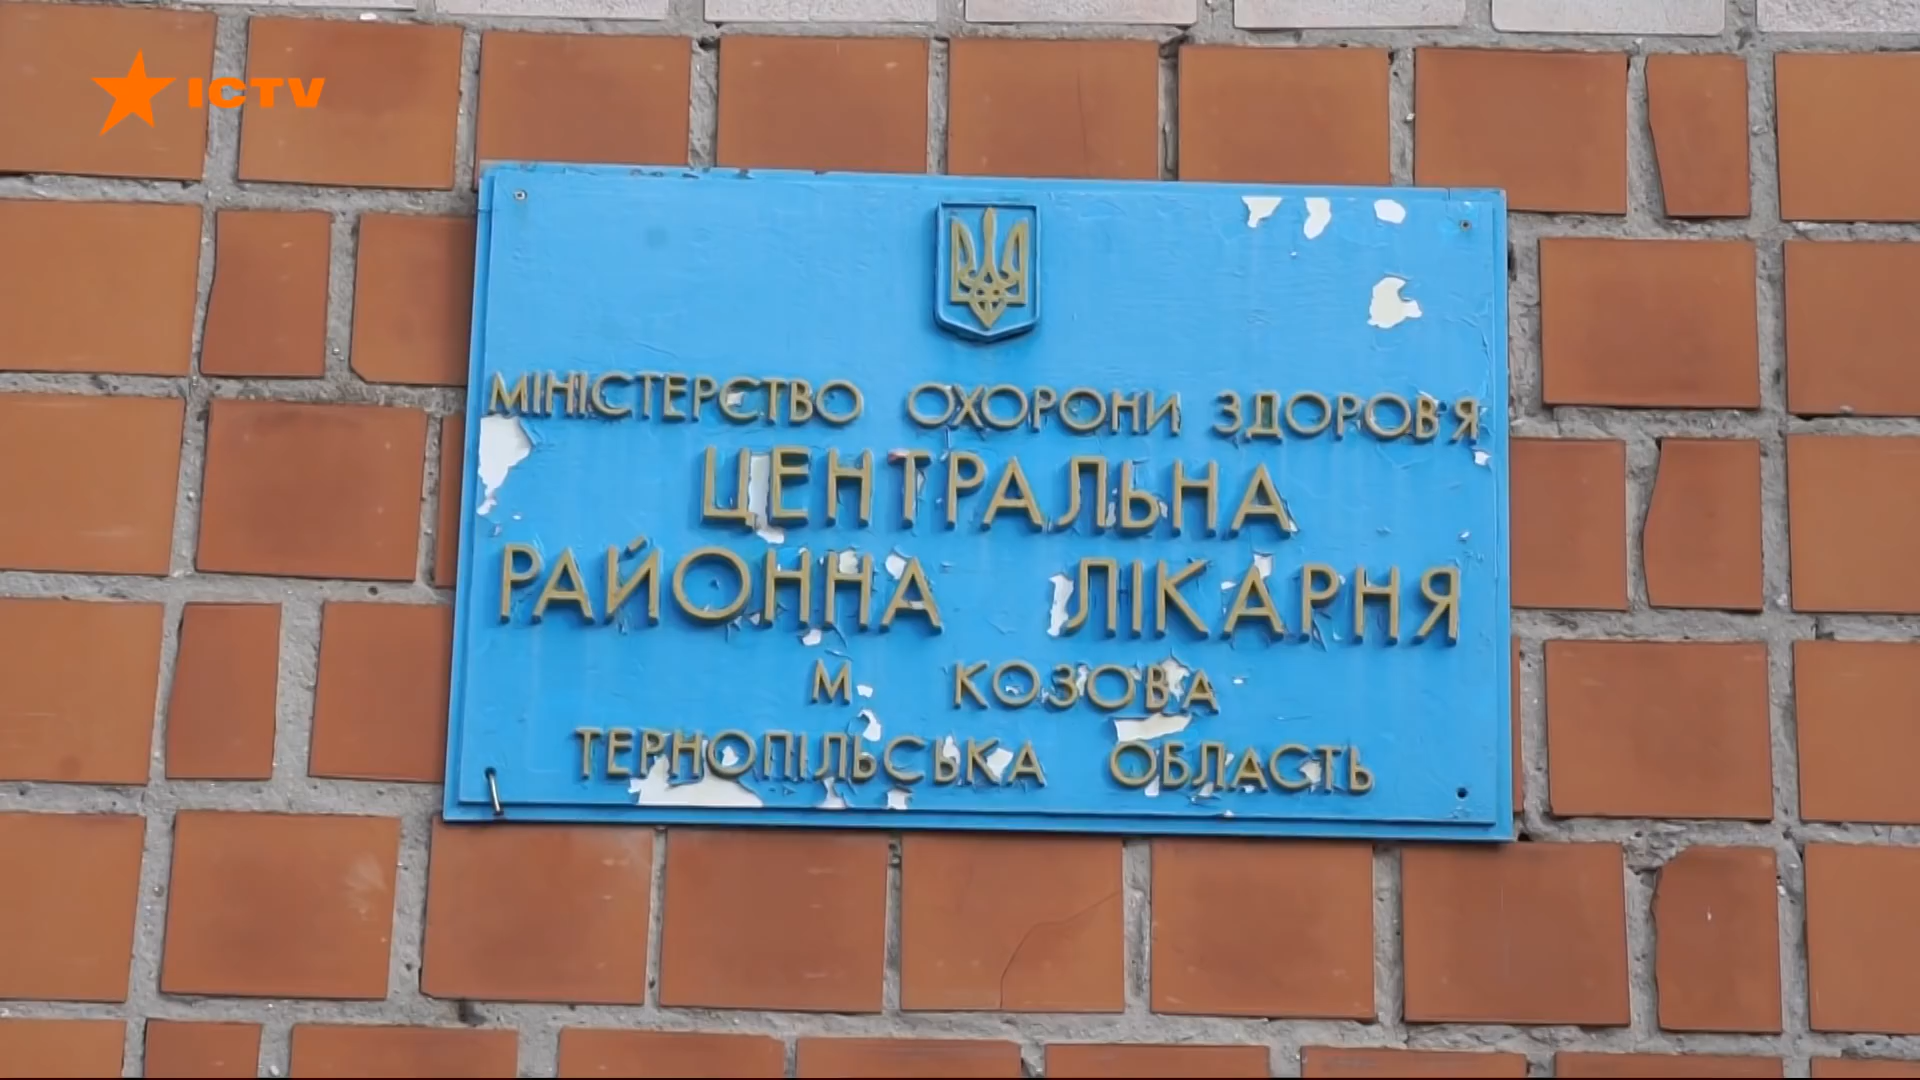 ICTV
МІНІСТЕРСТВО ОХОРОНИ ЗДОРОВ'Я
ЦЕНТРАЛЬНА
РАЙОННА ЛІКАРНЯ
М КОЗОВА
ТЕРНОПІЛЬСЬКА ОБЛАСТЬ